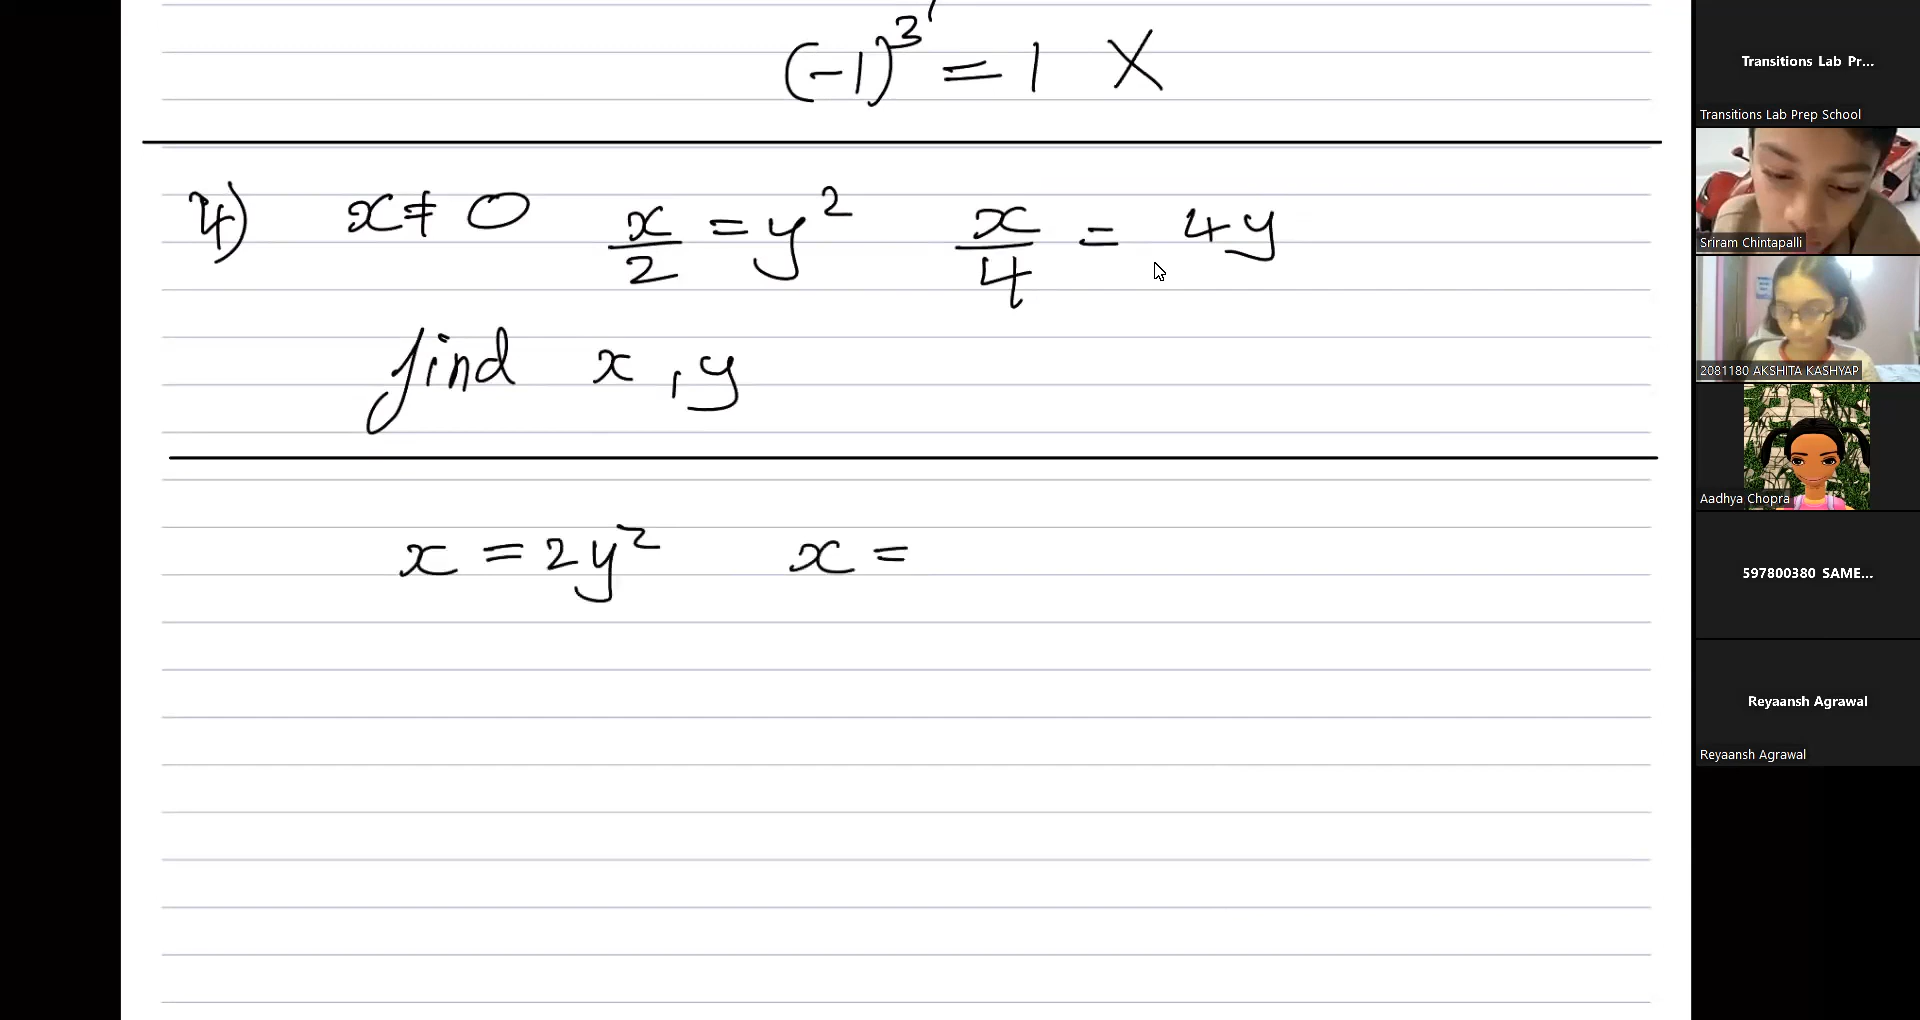 (-1)³ = 1 X
4) x ≠ 0 x/2 = y² x/4 = 4y
find x, y
x = 2y² x =
Transitions Lab Pr...
Transitions Lab Prep School
Sriram Chintapalli
2081180 AKSHITA KASHYAP
Aadhya Chopra
597800380 SAME...
Reyaansh Agrawal
Reyaansh Agrawal